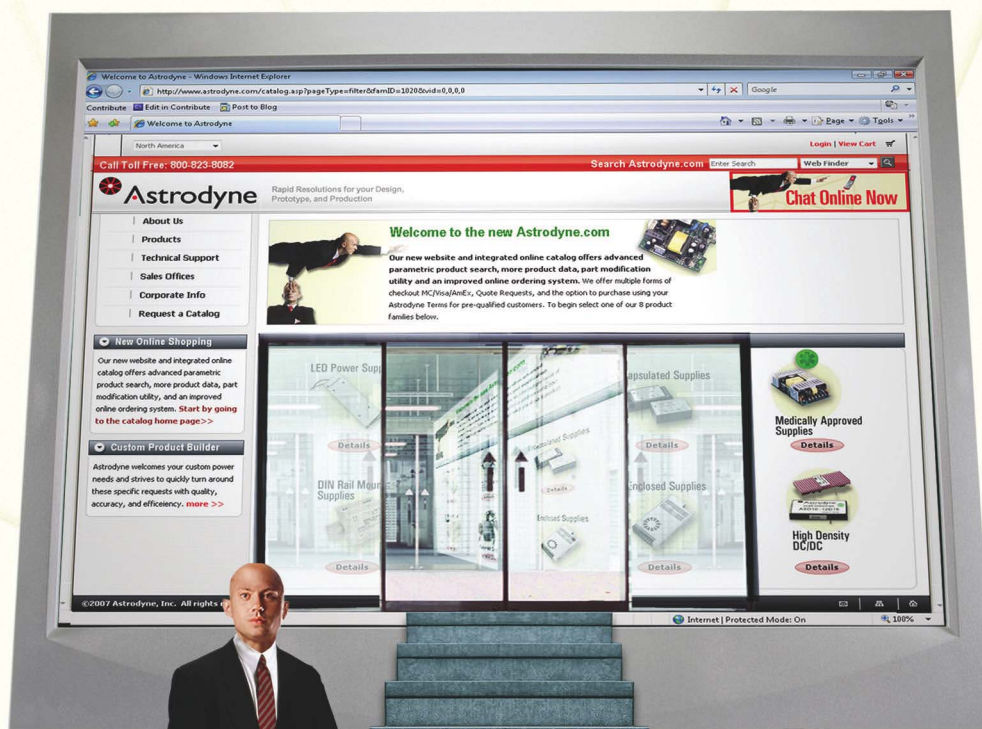 Welcome to Astrodyne - Windows Internet Explorer
http://www.astrodyne.com/catalog.asp?pageType=filter&famID=1020&vid=0,0,0,0
Google
Contribute Edit in Contribute Post to Blog
Welcome to Astrodyne
Page Tools
North America
Login | View Cart
Call Toll Free: 800-823-8082
Search Astrodyne.com Enter Search Web Finder
Astrodyne
Rapid Resolutions for your Design,
Prototype, and Production
Chat Online Now
About Us
Products
Technical Support
Sales Offices
Corporate Info
Request a Catalog
Welcome to the new Astrodyne.com
Our new website and integrated online catalog offers advanced
parametric product search, more product data, part modification
utility and an improved online ordering system. We offer multiple forms of
checkout MC/Visa/AmEx, Quote Requests, and the option to purchase using your
Astrodyne Terms for pre-qualified customers. To begin select one of our 8 product
families below.
New Online Shopping
Our new website and integrated online
catalog offers advanced parametric
product search, more product data, part
modification utility, and an improved
online ordering system. Start by going
to the catalog home page>>
Custom Product Builder
Astrodyne welcomes your custom power
needs and strives to quickly turn around
these specific requests with quality,
accuracy, and efficeiency. more >>
LED Power Supp
Details
DIN Rail Moun
Supplies
Details
Encapsulated Supplies
Details
Enclosed Supplies
apsulated Supplies
Details
Enclosed Supplies
Details
Medically Approved
Supplies
Details
High Density
DC/DC
Details
©2007 Astrodyne, Inc. All rights
Internet | Protected Mode: On
100%